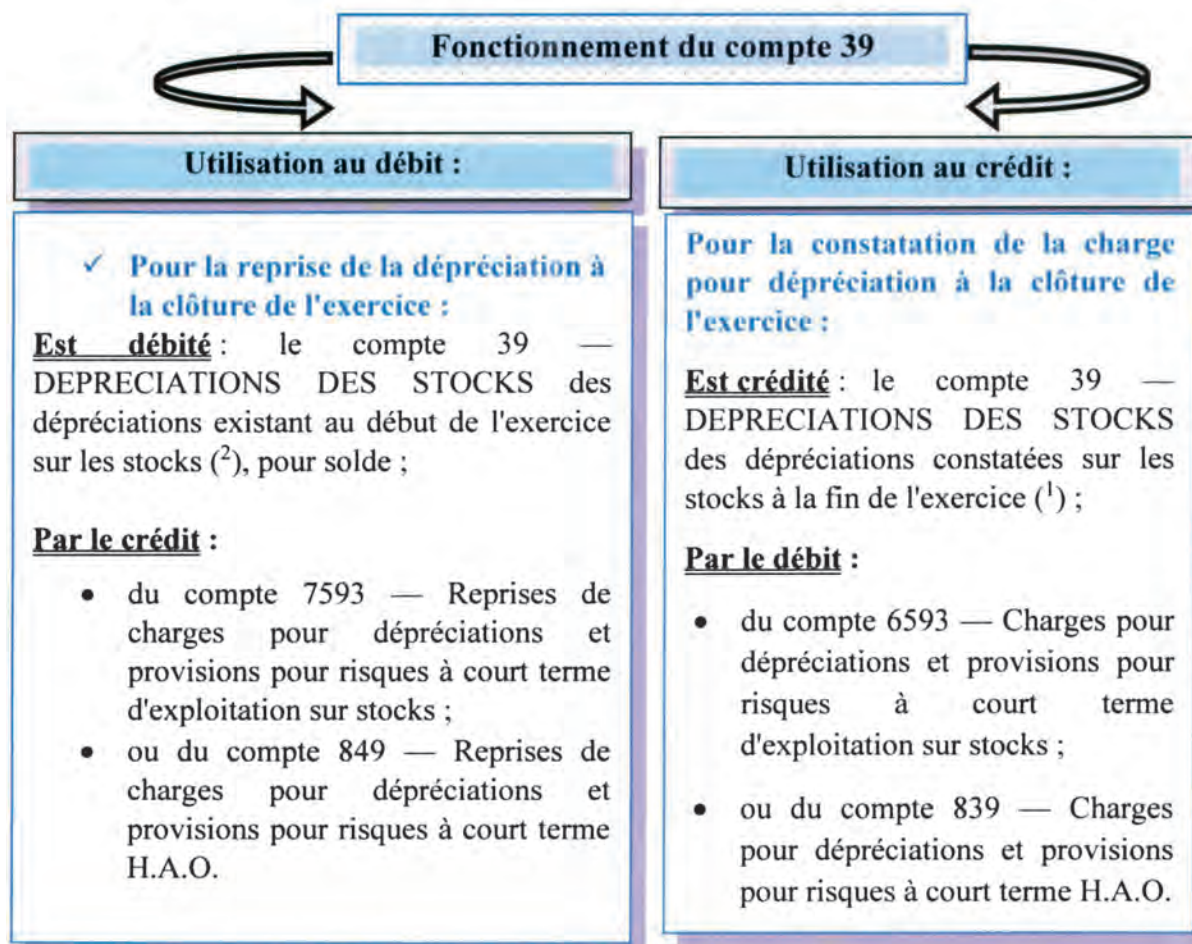 Fonctionnement du compte 39
Utilisation au débit :
✓ Pour la reprise de la dépréciation à
la clôture de l'exercice :
Est débité : le compte 39 —
DEPRECIATIONS DES STOCKS des
dépréciations existant au début de l'exercice
sur les stocks (²), pour solde ;
Par le crédit :
• du compte 7593 — Reprises de
charges pour dépréciations et
provisions pour risques à court terme
d'exploitation sur stocks ;
• ou du compte 849 — Reprises de
charges pour dépréciations et
provisions pour risques à court terme
H.A.O.
Utilisation au crédit :
Pour la constatation de la charge
pour dépréciation à la clôture de
l'exercice :
Est crédité : le compte 39 —
DEPRECIATIONS DES STOCKS
des dépréciations constatées sur les
stocks à la fin de l'exercice (¹) ;
Par le débit :
• du compte 6593 — Charges pour
dépréciations et provisions pour
risques à court terme
d'exploitation sur stocks ;
• ou du compte 839 — Charges
pour dépréciations et provisions
pour risques à court terme H.A.O.